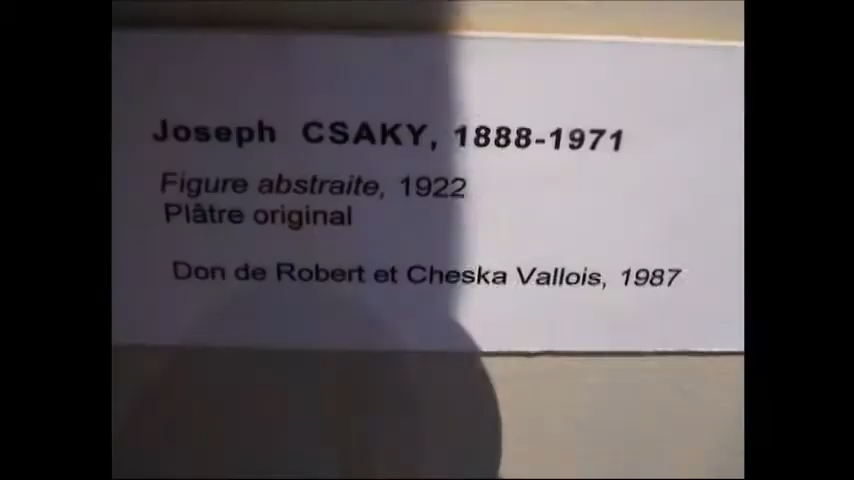 Joseph CSAKY, 1888-1971
Figure abstraite, 1922
Plâtre original
Don de Robert et Cheska Vallois, 1987